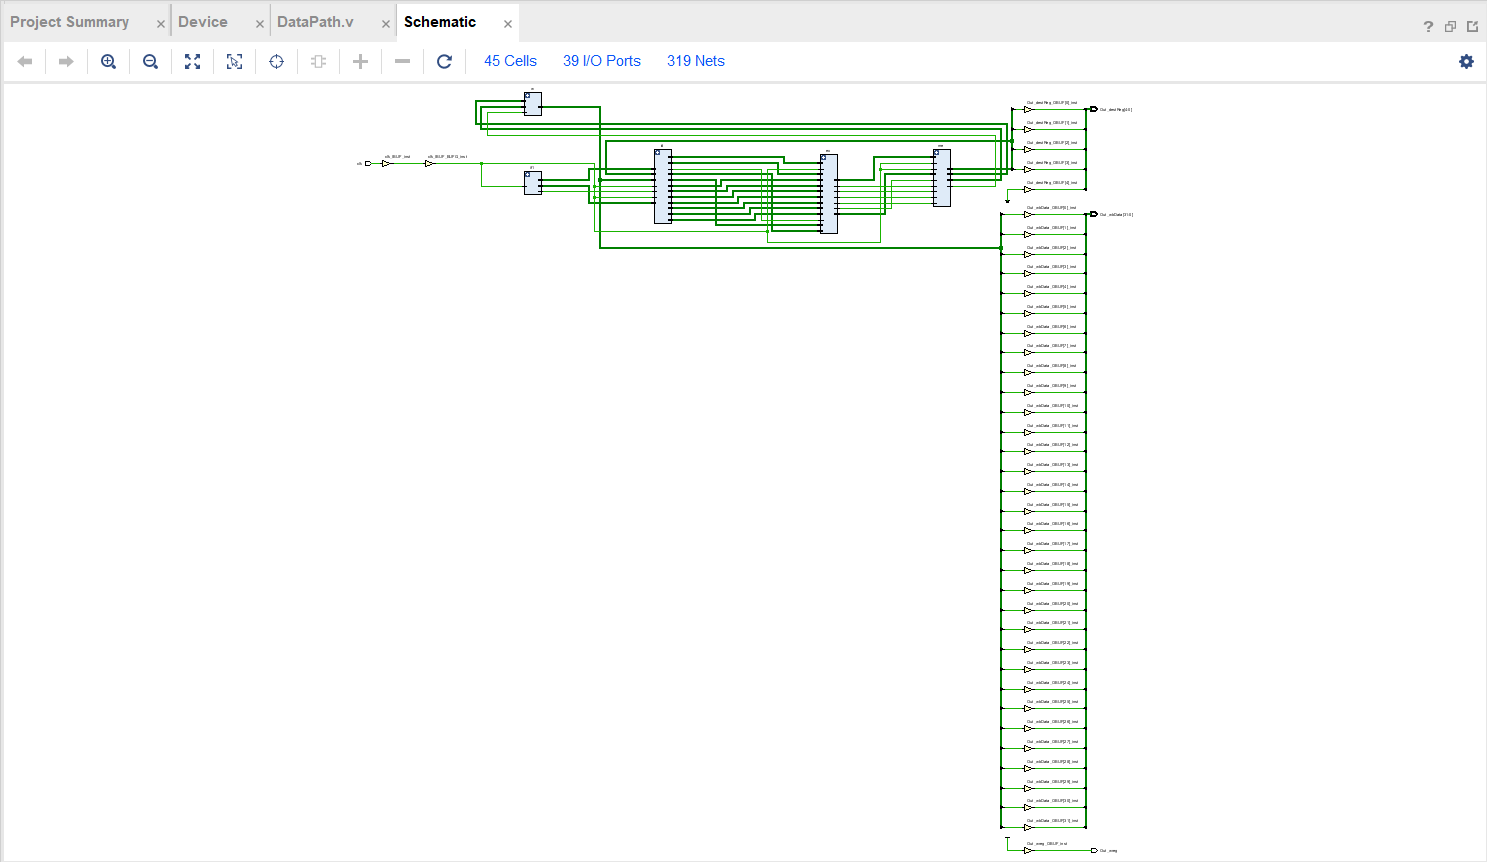 Project Summary
Device
DataPath.v
Schematic
?
45 Cells
39 I/O Ports
319 Nets
clk
clk_IBUF_inst
clk_IBUF_BUFG_inst
Out_destReg_OBUF[0]_inst
Out_destReg[4:0]
Out_destReg_OBUF[1]_inst
Out_destReg_OBUF[2]_inst
Out_destReg_OBUF[3]_inst
Out_destReg_OBUF[4]_inst
Out_wbData_OBUF[0]_inst
Out_wbData[31:0]
Out_wbData_OBUF[1]_inst
Out_wbData_OBUF[2]_inst
Out_wbData_OBUF[3]_inst
Out_wbData_OBUF[4]_inst
Out_wbData_OBUF[5]_inst
Out_wbData_OBUF[6]_inst
Out_wbData_OBUF[7]_inst
Out_wbData_OBUF[8]_inst
Out_wbData_OBUF[9]_inst
Out_wbData_OBUF[10]_inst
Out_wbData_OBUF[11]_inst
Out_wbData_OBUF[12]_inst
Out_wbData_OBUF[13]_inst
Out_wbData_OBUF[14]_inst
Out_wbData_OBUF[15]_inst
Out_wbData_OBUF[16]_inst
Out_wbData_OBUF[17]_inst
Out_wbData_OBUF[18]_inst
Out_wbData_OBUF[19]_inst
Out_wbData_OBUF[20]_inst
Out_wbData_OBUF[21]_inst
Out_wbData_OBUF[22]_inst
Out_wbData_OBUF[23]_inst
Out_wbData_OBUF[24]_inst
Out_wbData_OBUF[25]_inst
Out_wbData_OBUF[26]_inst
Out_wbData_OBUF[27]_inst
Out_wbData_OBUF[28]_inst
Out_wbData_OBUF[29]_inst
Out_wbData_OBUF[30]_inst
Out_wbData_OBUF[31]_inst
Out_wreg_OBUF_inst
Out_wreg